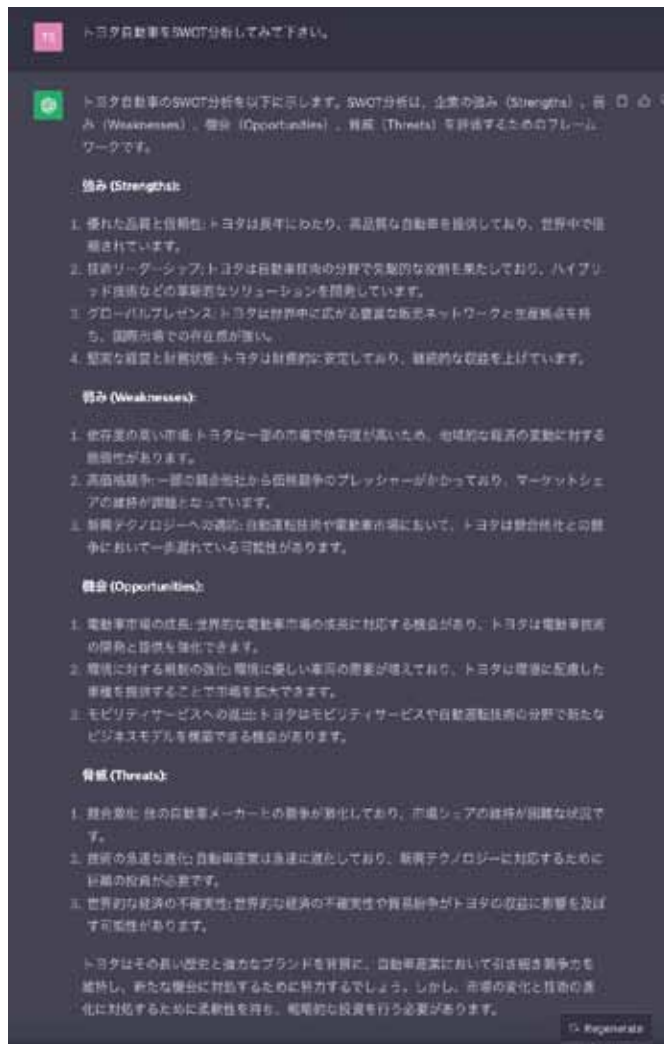 TS
トヨタ自動車をSWOT分析してみて下さい。
トヨタ自動車のSWOT分析を以下に示します。SWOT分析は、企業の強み（Strengths）、弱
み（Weaknesses）、機会（Opportunities）、脅威（Threats）を評価するためのフレーム
ワークです。
強み (Strengths):
1. 優れた品質と信頼性: トヨタは長年にわたり、高品質な自動車を提供しており、世界中で信
頼されています。
2. 技術リーダーシップ: トヨタは自動車技術の分野で先駆的な役割を果たしており、ハイブリ
ッド技術などの革新的なソリューションを開発しています。
3. グローバルプレゼンス: トヨタは世界中に広がる豊富な販売ネットワークと生産拠点を持
ち、国際市場での存在感が強い。
4. 堅実な経営と財務状態: トヨタは財務的に安定しており、継続的な収益を上げています。
弱み (Weaknesses):
1. 依存度の高い市場: トヨタは一部の市場で依存度が高いため、地域的な経済の変動に対する
脆弱性があります。
2. 高価格競争: 一部の競合他社から価格競争のプレッシャーがかかっており、マーケットシェ
アの維持が課題となっています。
3. 新興テクノロジーへの適応: 自動運転技術や電動車市場において、トヨタは競合他社との競
争において一歩遅れている可能性があります。
機会 (Opportunities):
1. 電動車市場の成長: 世界的な電動車市場の成長に対応する機会があり、トヨタは電動車技術
の開発と提供を強化できます。
2. 環境に対する規制の強化: 環境に優しい車両の需要が増えており、トヨタは環境に配慮した
車種を提供することで市場を拡大できます。
3. モビリティサービスへの進出: トヨタはモビリティサービスや自動運転技術の分野で新たな
ビジネスモデルを構築できる機会があります。
脅威 (Threats):
1. 競合激化: 他の自動車メーカーとの競争が激化しており、市場シェアの維持が困難な状況で
す。
2. 技術の急速な進化: 自動車産業は急速に進化しており、新興テクノロジーに対応するために
巨額の投資が必要です。
3. 世界的な経済の不確実性: 世界的な経済の不確実性や貿易紛争がトヨタの収益に影響を及ぼ
す可能性があります。
トヨタはその長い歴史と強力なブランドを背景に、自動車産業において引き続き競争力を
維持し、新たな機会に対処するために努力するでしょう。しかし、市場の変化と技術の進
化に対処するために柔軟性を持ち、戦略的な投資を行う必要があります。
Regenerate